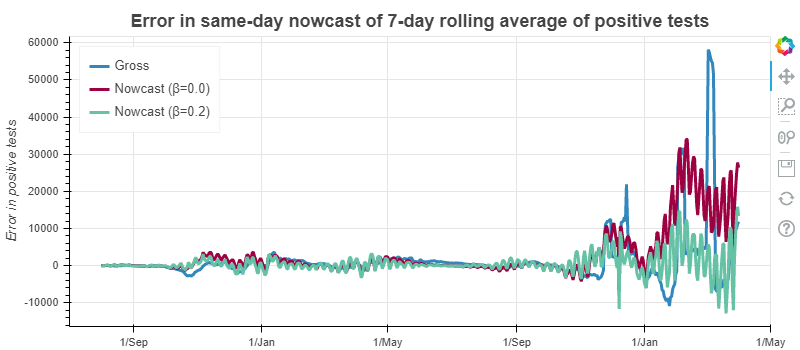 Error in same-day nowcast of 7-day rolling average of positive tests
Error in positive tests
60000
50000
40000
30000
20000
10000
0
-10000
Gross
Nowcast (β=0.0)
Nowcast (β=0.2)
1/Sep
1/Jan
1/May
1/Sep
1/Jan
1/May